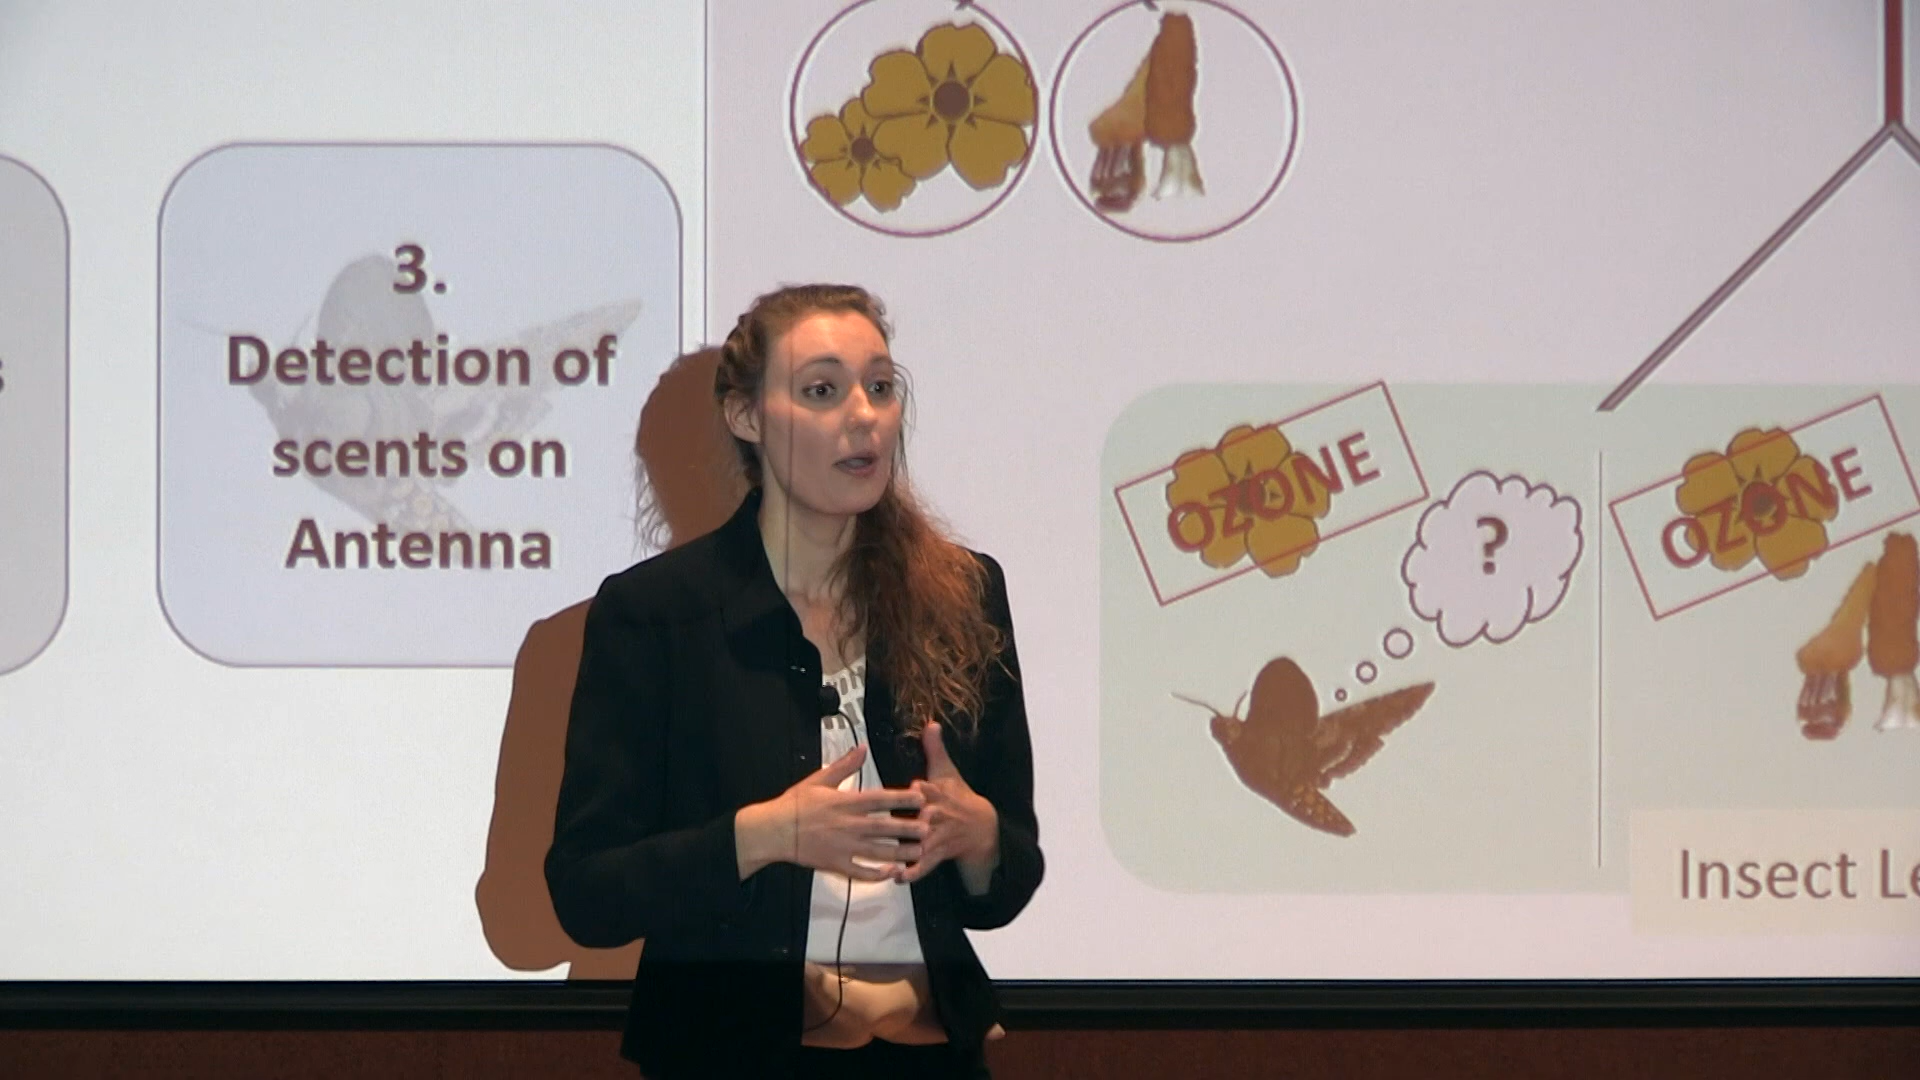 3.
Detection of
scents on
Antenna
OZONE
?
OZONE
Insect Le